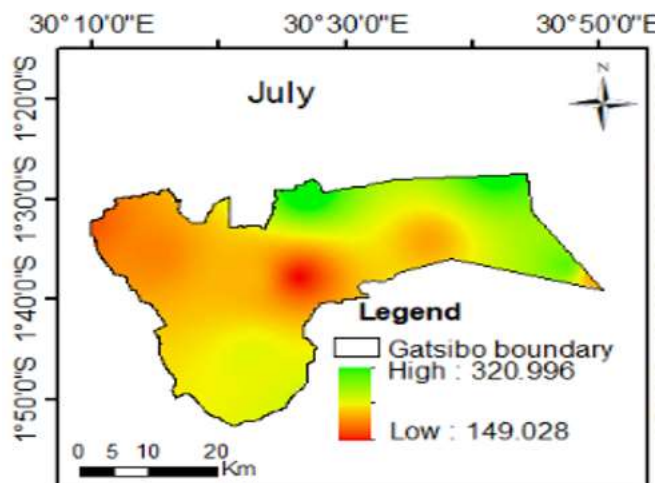 30°10'0"E 30°30'0"E 30°50'0"E
July
N
1°20'0"S
1°30'0"S
1°40'0"S
1°50'0"S
Legend
Gatsibo boundary
High : 320.996
Low : 149.028
0 5 10 20
Km